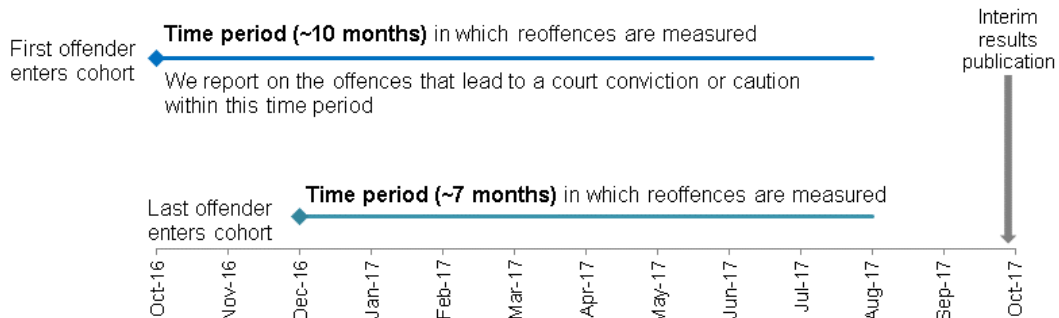 Time period (~10 months) in which reoffences are measured
First offender
enters cohort
We report on the offences that lead to a court conviction or caution
within this time period
Interim
results
publication
Time period (~7 months) in which reoffences are measured
Last offender
enters cohort
Oct-16
Nov-16
Dec-16
Jan-17
Feb-17
Mar-17
Apr-17
May-17
Jun-17
Jul-17
Aug-17
Sep-17
Oct-17